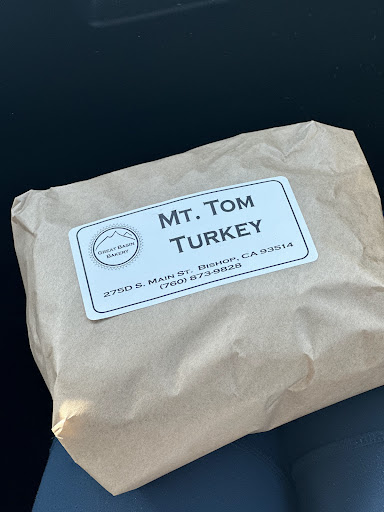 Great Basin
Bakery
Mt. Tom
Turkey
275D S. Main St. Bishop, CA 93514
(760) 873-9828